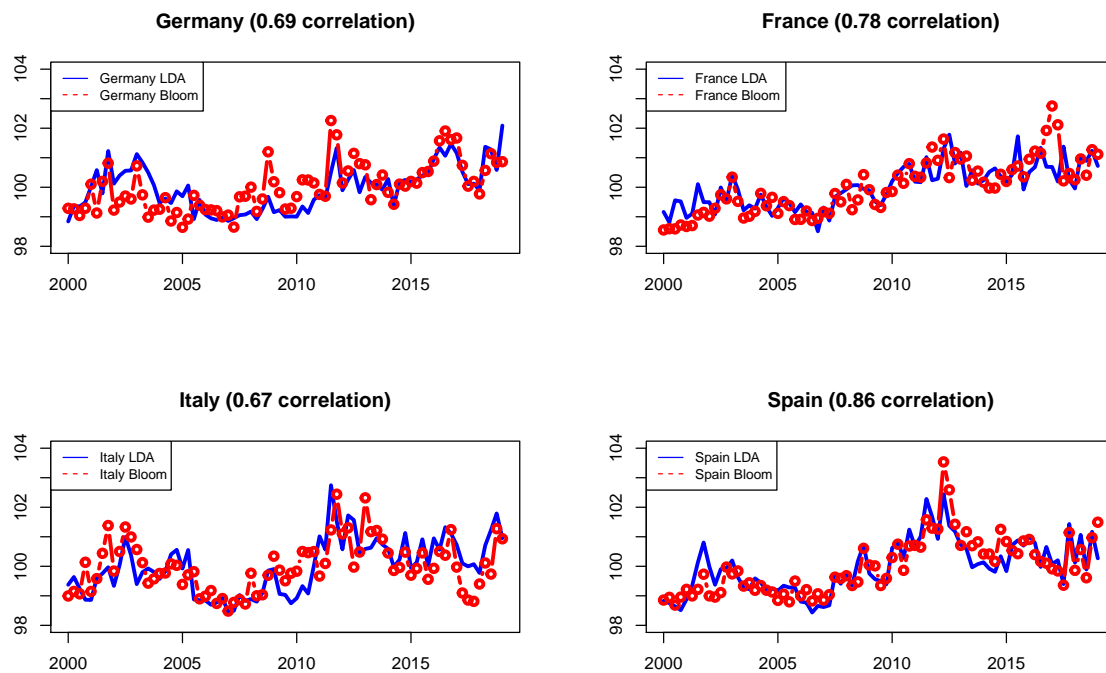 Germany (0.69 correlation)
104
102
100
98
Germany LDA
Germany Bloom
2000
2005
2010
2015
France (0.78 correlation)
104
102
100
98
France LDA
France Bloom
2000
2005
2010
2015
Italy (0.67 correlation)
104
102
100
98
Italy LDA
Italy Bloom
2000
2005
2010
2015
Spain (0.86 correlation)
104
102
100
98
Spain LDA
Spain Bloom
2000
2005
2010
2015